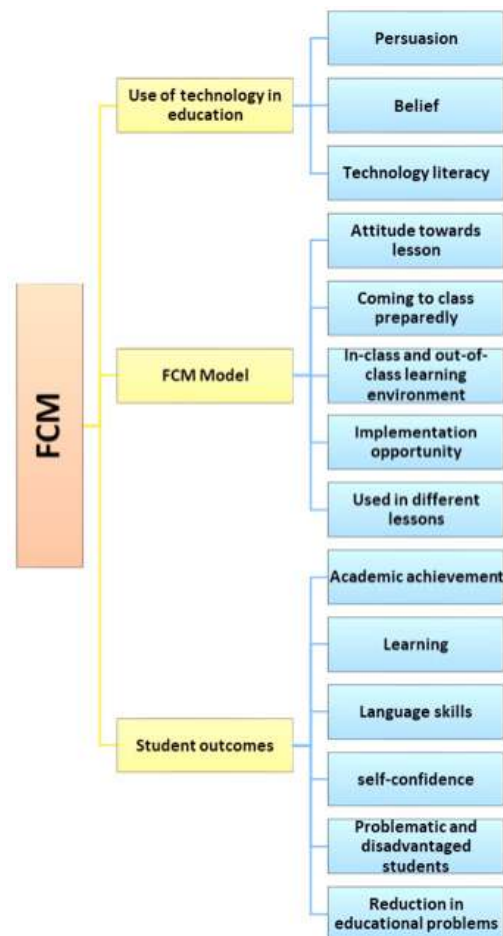 FCM
Use of technology in
education
Persuasion
Belief
Technology literacy
FCM Model
Attitude towards
lesson
Coming to class
preparedly
In-class and out-of-
class learning
environment
Implementation
opportunity
Used in different
lessons
Student outcomes
Academic achievement
Learning
Language skills
self-confidence
Problematic and
disadvantaged
students
Reduction in
educational problems